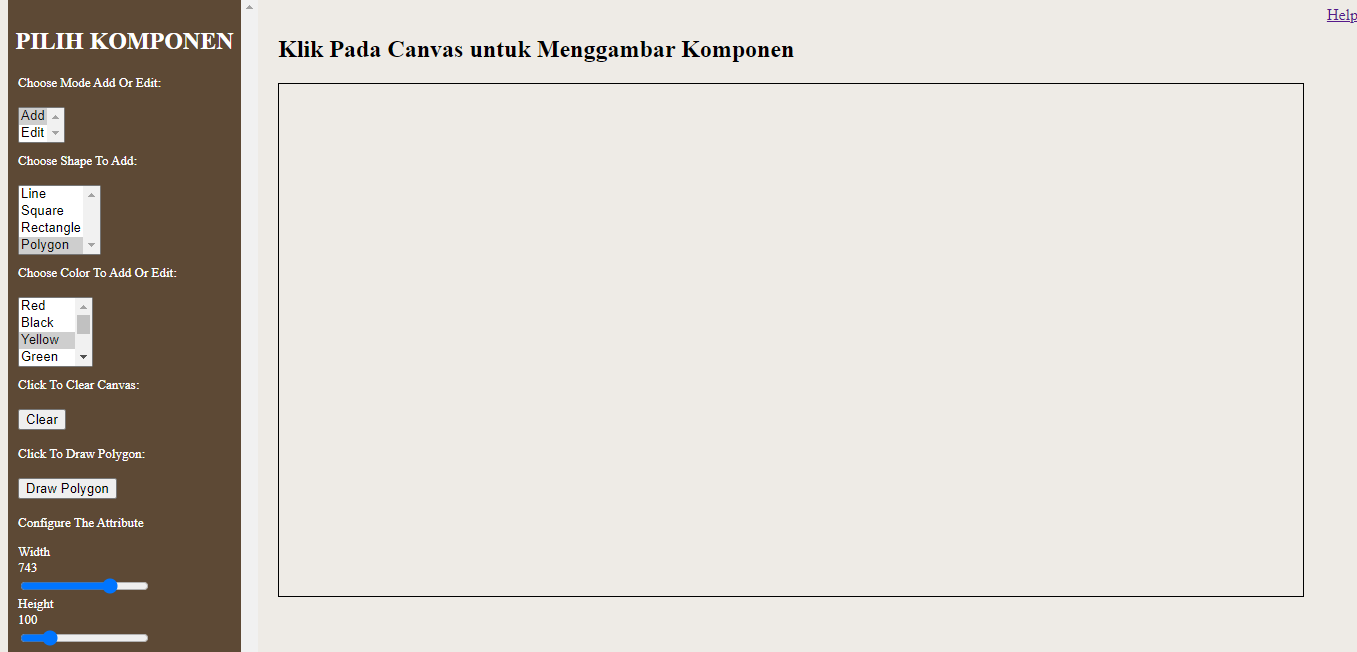 PILIH KOMPONEN
Choose Mode Add Or Edit:
Add
Edit
Choose Shape To Add:
Line
Square
Rectangle
Polygon
Choose Color To Add Or Edit:
Red
Black
Yellow
Green
Click To Clear Canvas:
Clear
Click To Draw Polygon:
Draw Polygon
Configure The Attribute
Width
743
Height
100
Help
Klik Pada Canvas untuk Menggambar Komponen